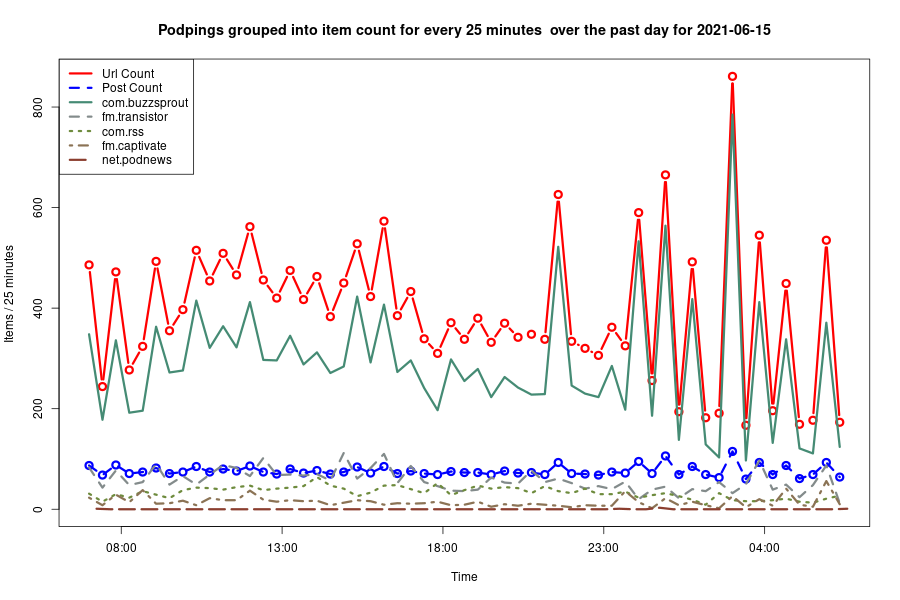 Podpings grouped into item count for every 25 minutes  over the past day for 2021-06-15
Url Count
Post Count
com.buzzsprout
fm.transistor
com.rss
fm.captivate
net.podnews
Items / 25 minutes
800
600
400
200
0
08:00
13:00
18:00
23:00
04:00
Time